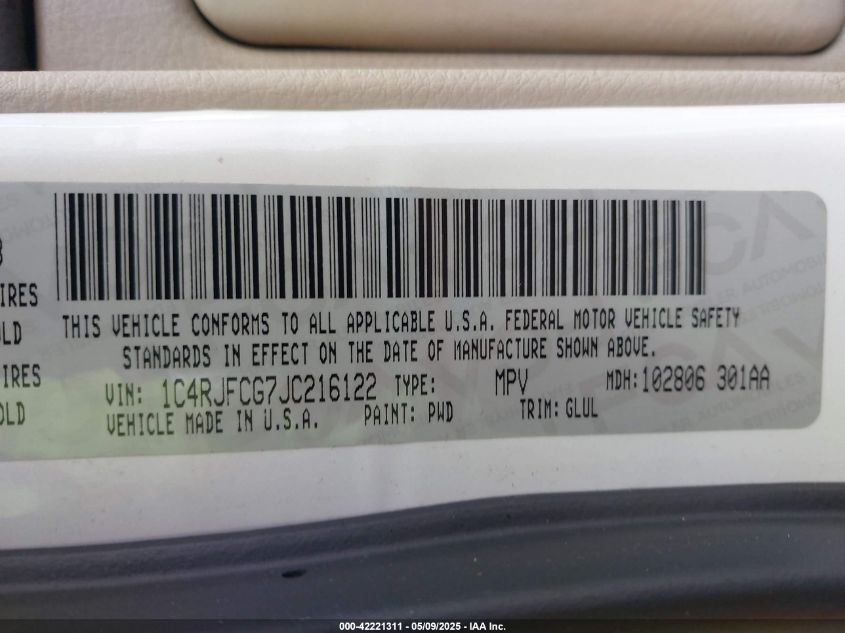 IRES
OLD
IRES
OLD
THIS VEHICLE CONFORMS TO ALL APPLICABLE U.S.A. FEDERAL MOTOR VEHICLE SAFETY
STANDARDS IN EFFECT ON THE DATE OF MANUFACTURE SHOWN ABOVE.
VIN: 1C4RJFCG7JC216122 TYPE: MPV MDH:102806 301AA
VEHICLE MADE IN U.S.A. PAINT: PWD TRIM:GLUL
000-42221311 - 05/09/2025 - IAA Inc.